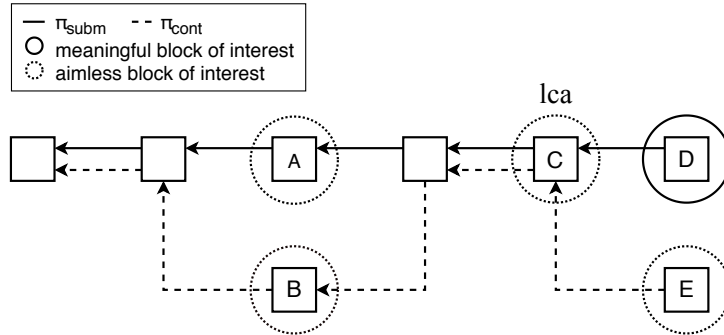 π_subm π_cont
meaningful block of interest
aimless block of interest
lca
A C D
B E